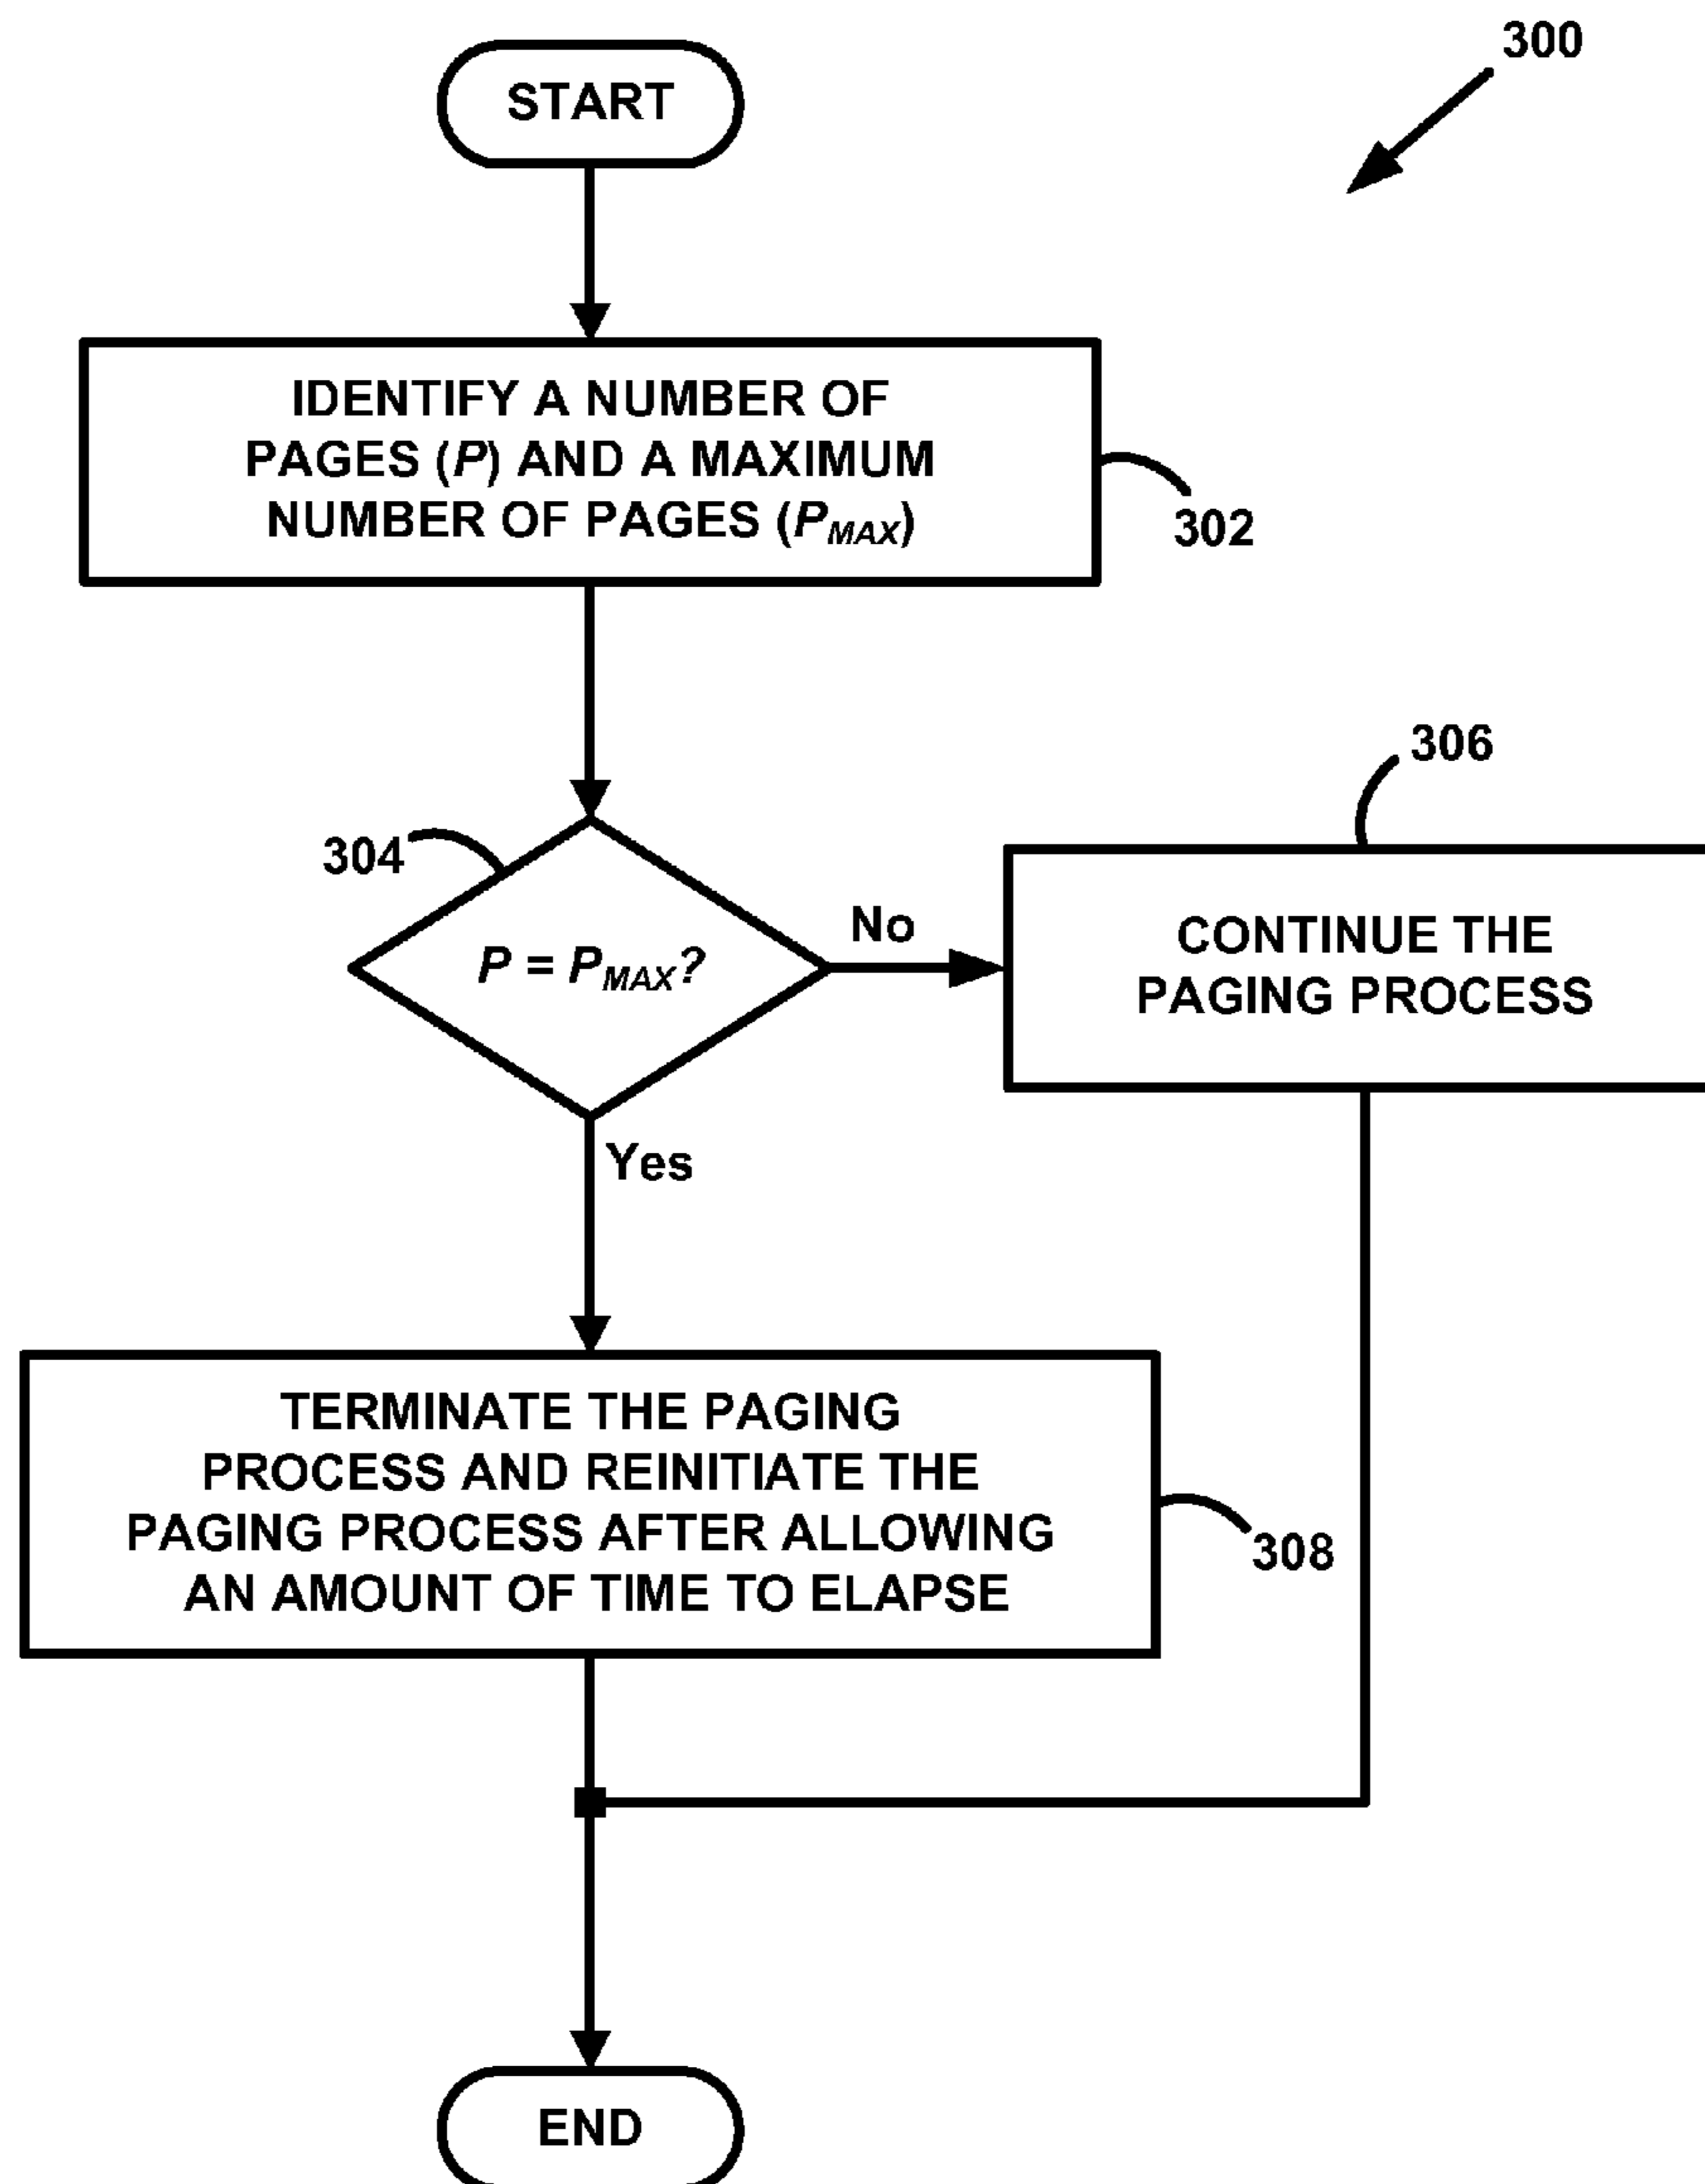 300
START
IDENTIFY A NUMBER OF
PAGES (P) AND A MAXIMUM
NUMBER OF PAGES (PMAX)
302
304
P = PMAX?
No
306
CONTINUE THE
PAGING PROCESS
Yes
TERMINATE THE PAGING
PROCESS AND REINITIATE THE
PAGING PROCESS AFTER ALLOWING
AN AMOUNT OF TIME TO ELAPSE
308
END